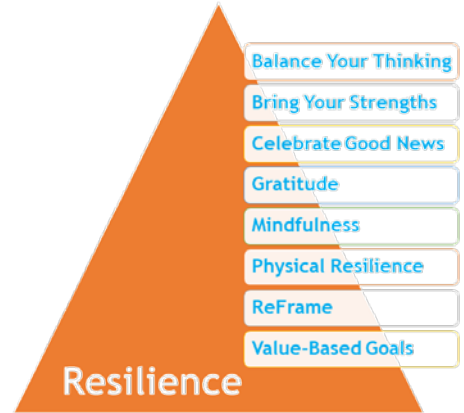 Balance Your Thinking
Bring Your Strengths
Celebrate Good News
Gratitude
Mindfulness
Physical Resilience
ReFrame
Value-Based Goals
Resilience